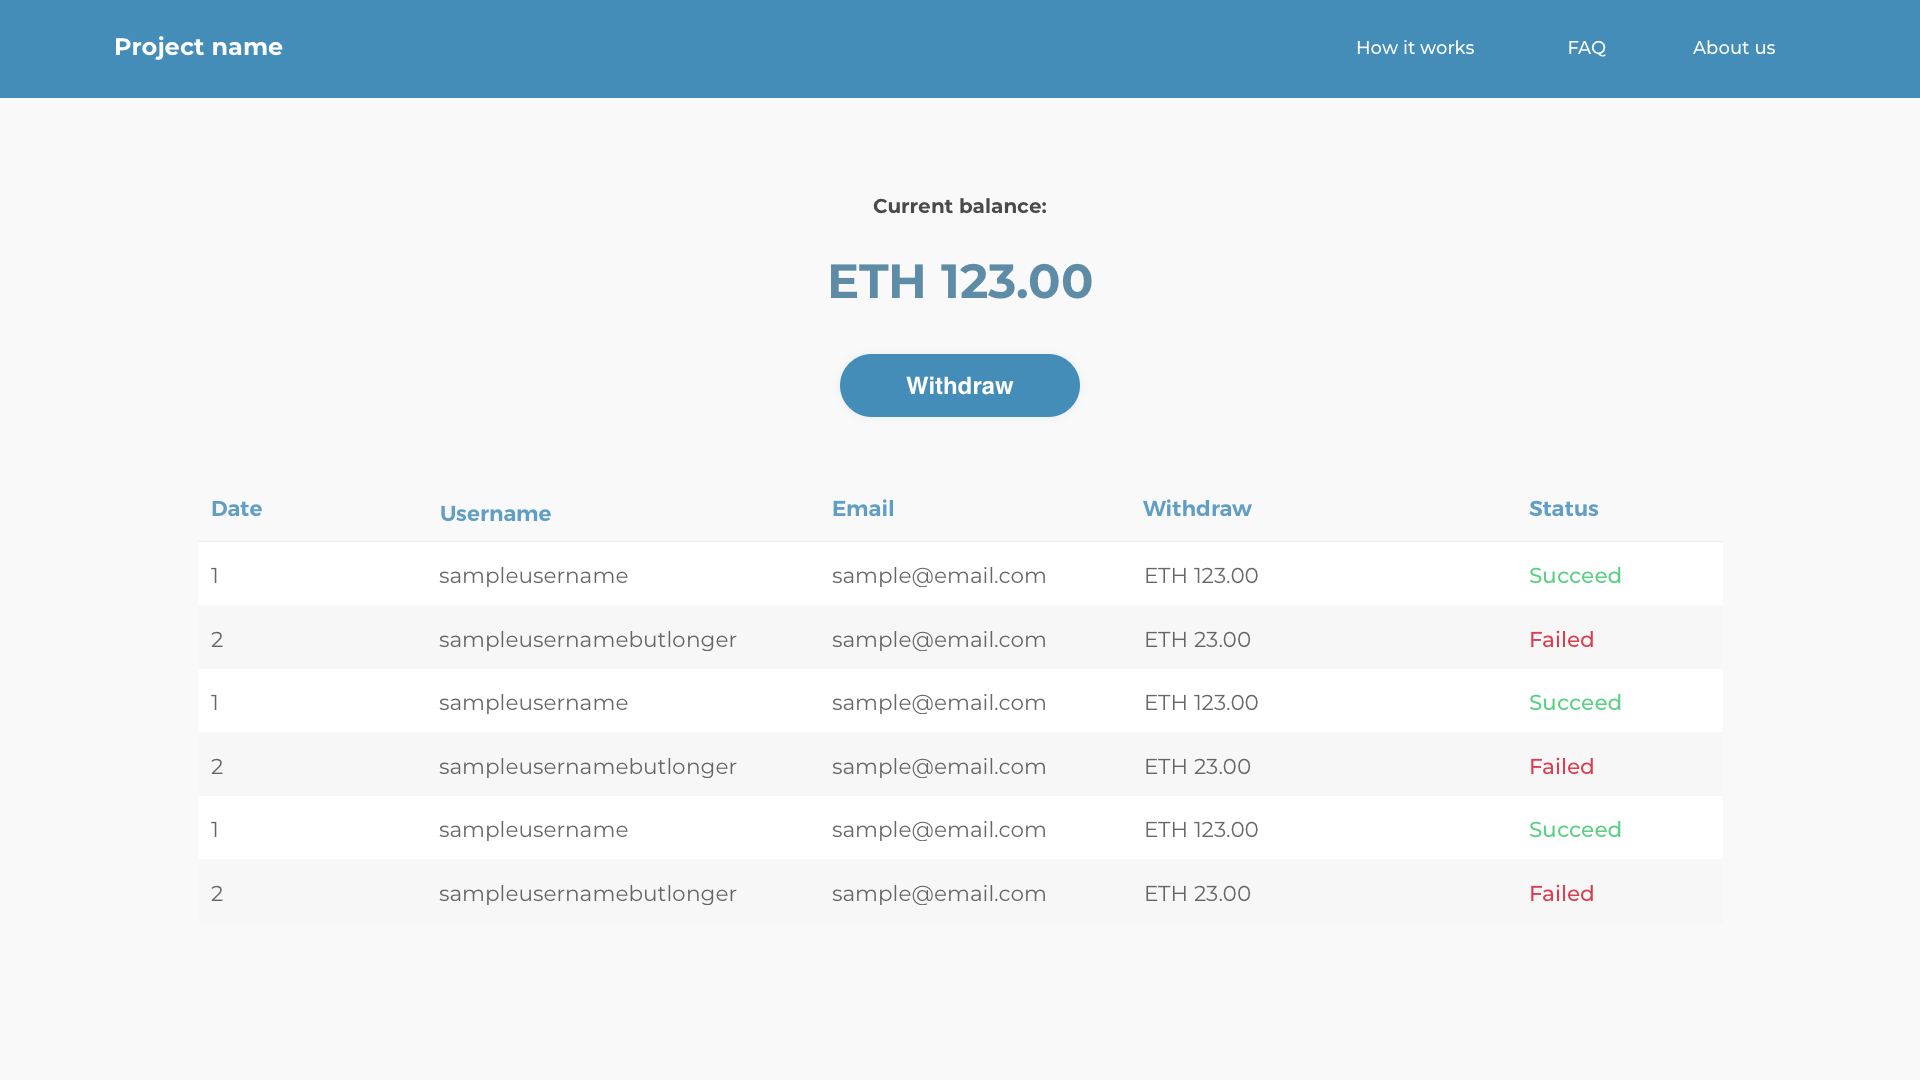 Project name How it works FAQ About us
Current balance:
ETH 123.00
Withdraw
Date Username Email Withdraw Status
1 sampleusername sample@email.com ETH 123.00 Succeed
2 sampleusernamebutlonger sample@email.com ETH 23.00 Failed
1 sampleusername sample@email.com ETH 123.00 Succeed
2 sampleusernamebutlonger sample@email.com ETH 23.00 Failed
1 sampleusername sample@email.com ETH 123.00 Succeed
2 sampleusernamebutlonger sample@email.com ETH 23.00 Failed